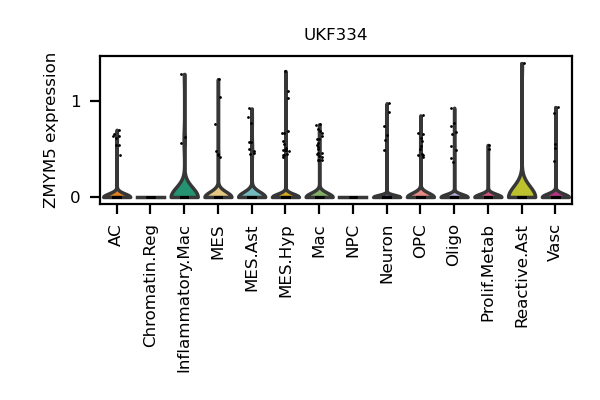 UKF334
ZMYM5 expression
1
0
AC
Chromatin.Reg
Inflammatory.Mac
MES
MES.Ast
MES.Hyp
Mac
NPC
Neuron
OPC
Oligo
Prolif.Metab
Reactive.Ast
Vasc